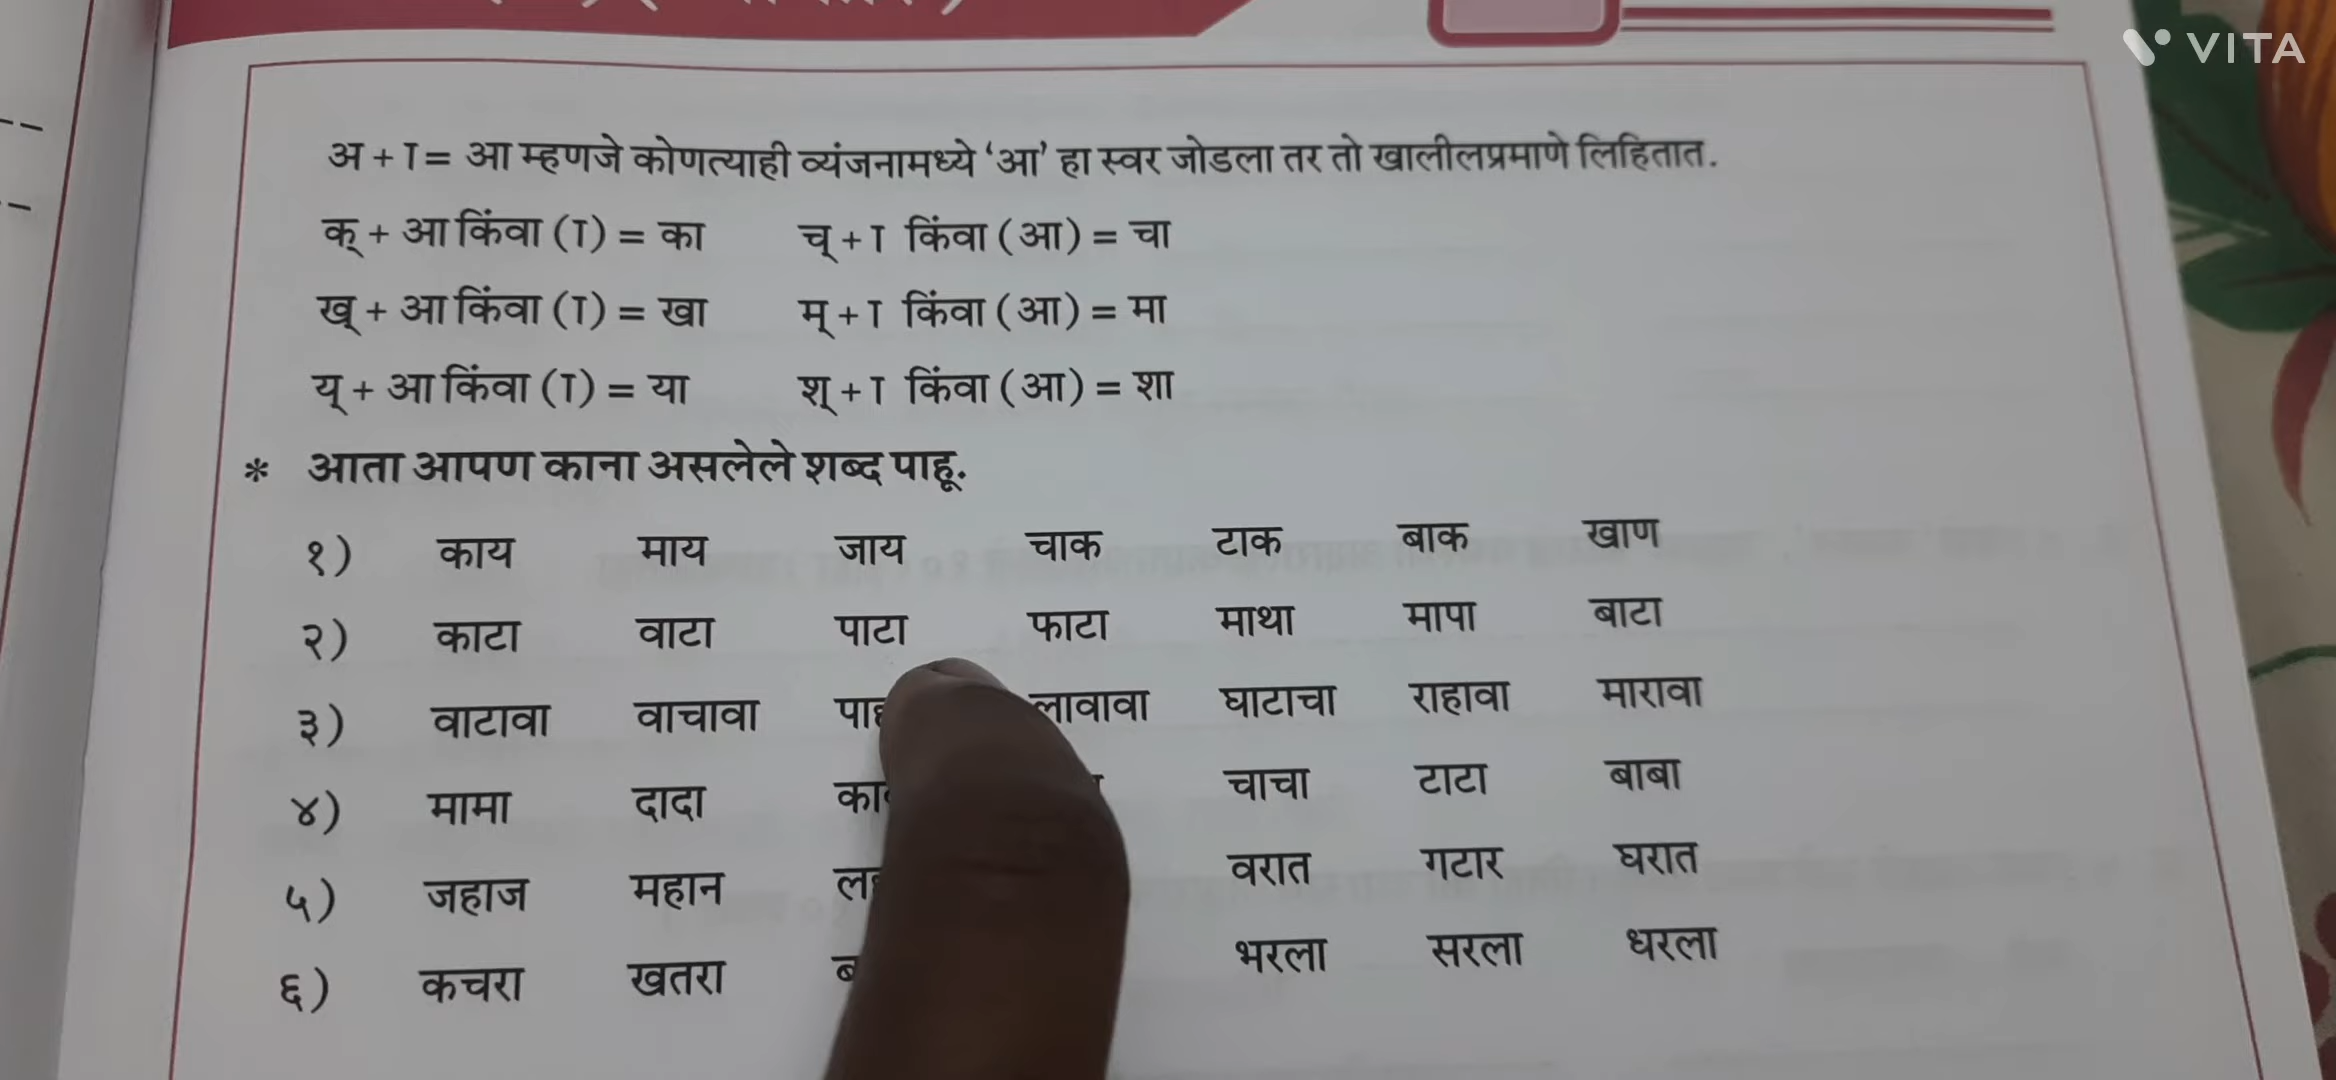 VITA
अ + ा = आ म्हणजे कोणत्याही व्यंजनामध्ये ‘आ’ हा स्वर जोडला तर तो खालीलप्रमाणे लिहितात.
क् + आ किंवा (ा) = का च् + ा किंवा (आ) = चा
ख् + आ किंवा (ा) = खा म् + ा किंवा (आ) = मा
य् + आ किंवा (ा) = या श् + ा किंवा (आ) = शा
* आता आपण काना असलेले शब्द पाहू.
१) काय माय जाय चाक टाक बाक खाण
२) काटा वाटा पाटा फाटा माथा मापा बाटा
३) वाटावा वाचावा लावावा घाटाचा राहावा मारावा
४) मामा दादा चाचा टाटा बाबा
५) जहाज महान वरात गटार घरात
६) कचरा खतरा भरला सरला धरला